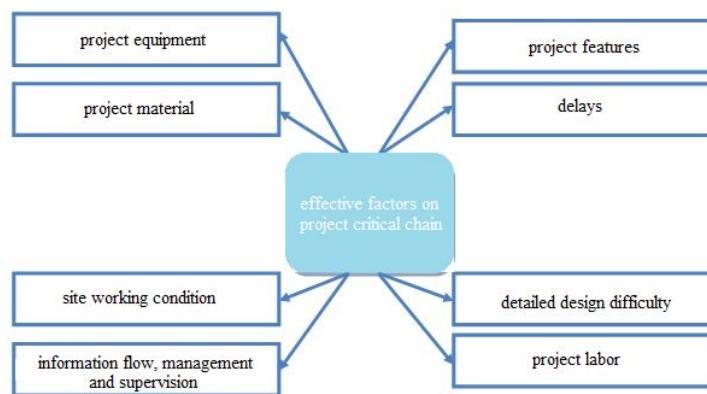 project equipment
project features
project material
delays
effective factors on
project critical chain
site working condition
detailed design difficulty
information flow, management
and supervision
project labor